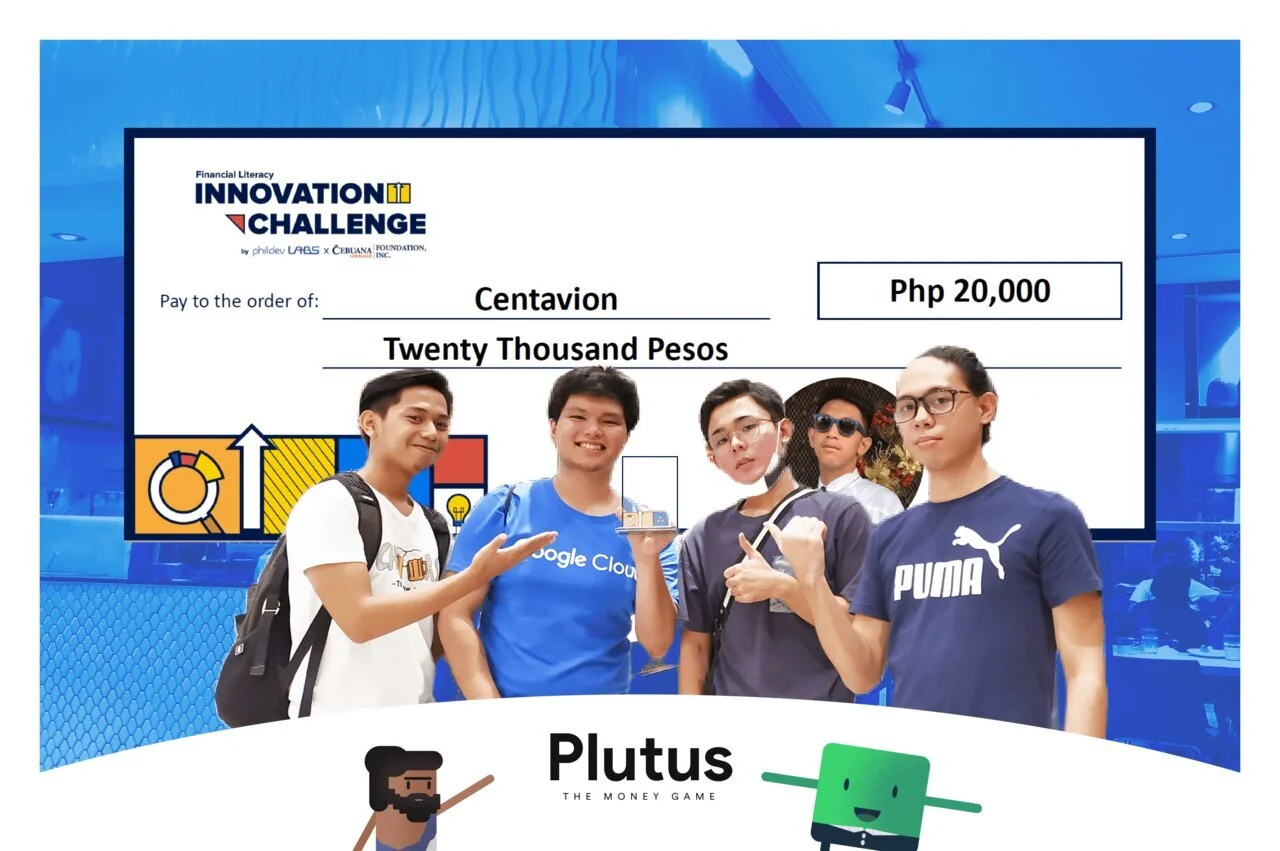 Financial Literacy
INNOVATION
CHALLENGE
by phildev LABS x CEBUANA LHUILLIER FOUNDATION, INC.
Pay to the order of:
Centavion
Php 20,000
Twenty Thousand Pesos
oogle Clou
PUMA
Plutus
THE MONEY GAME